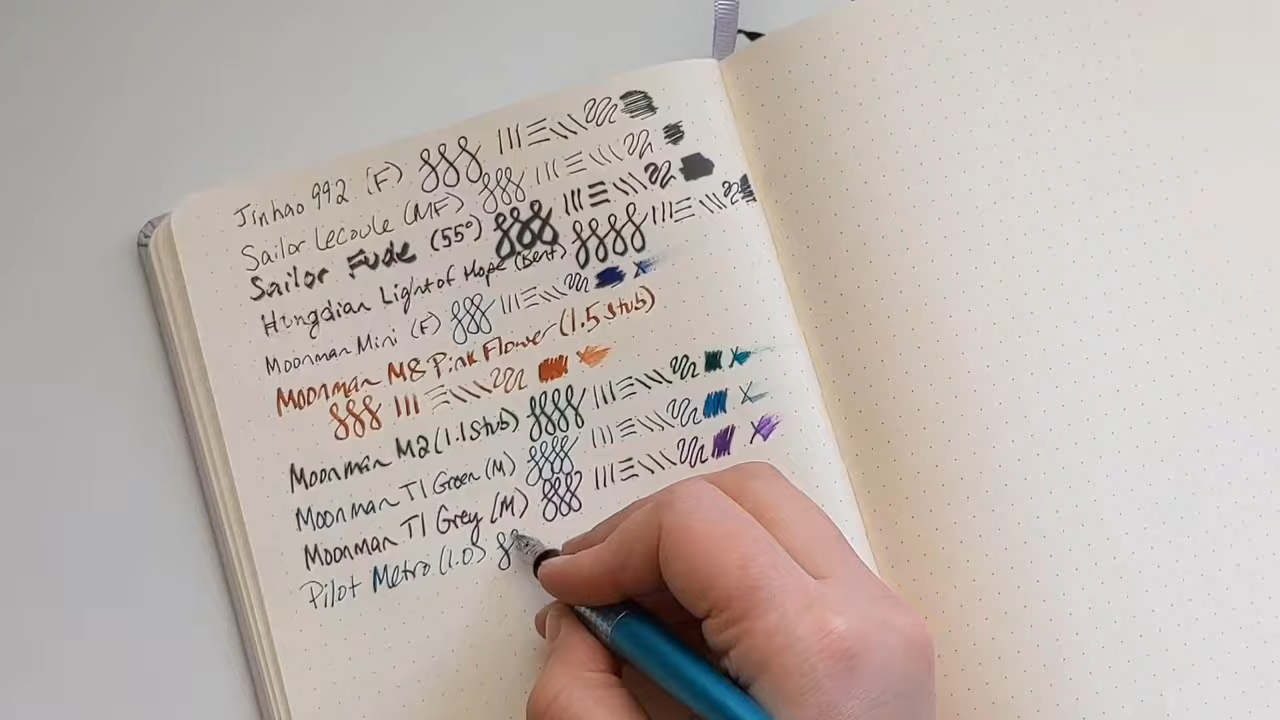 Jinhao 992 (F)
Sailor Lecoule (MF)
Sailor Fude (55°)
Hongdian Light of Hope (Bent)
Moonman Mini (F)
Moonman M8 Pink Flower (1.5 Stub)
Moonman M2 (1.1 Stub)
Moonman T1 Green (M)
Moonman T1 Grey (M)
Pilot Metro (1.0)